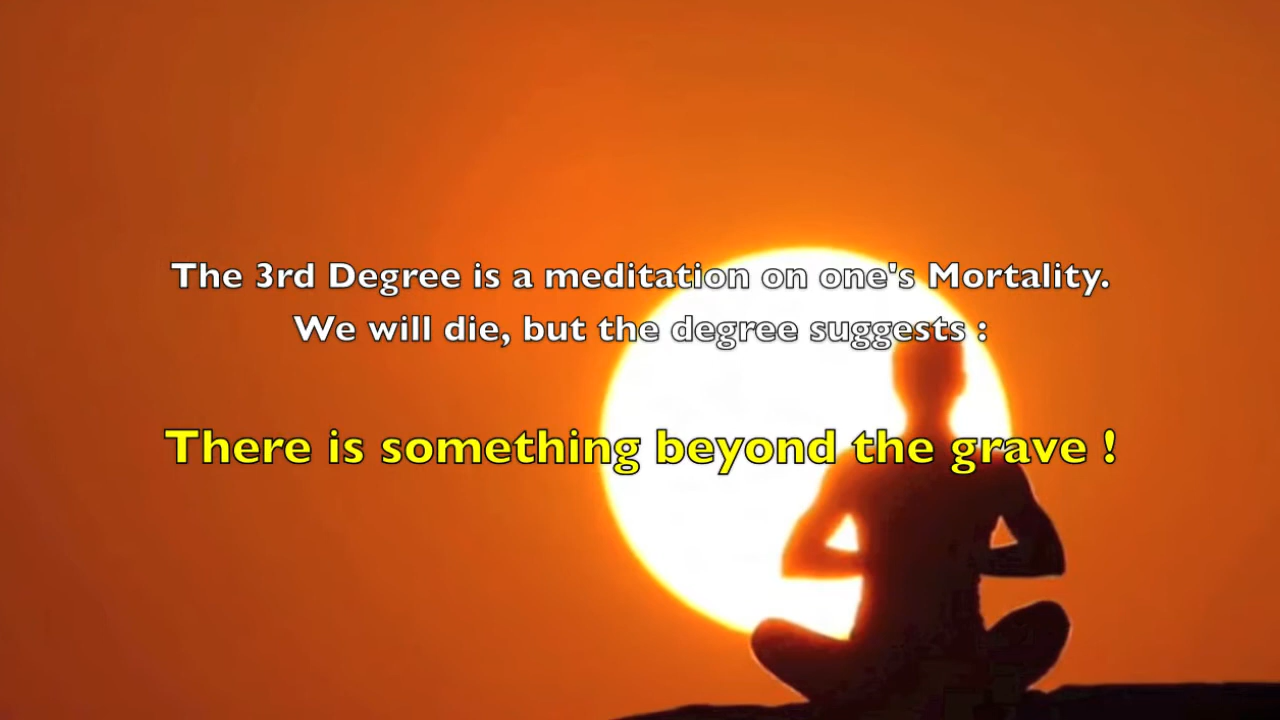 The 3rd Degree is a meditation on one's Mortality.
We will die, but the degree suggests :
There is something beyond the grave !